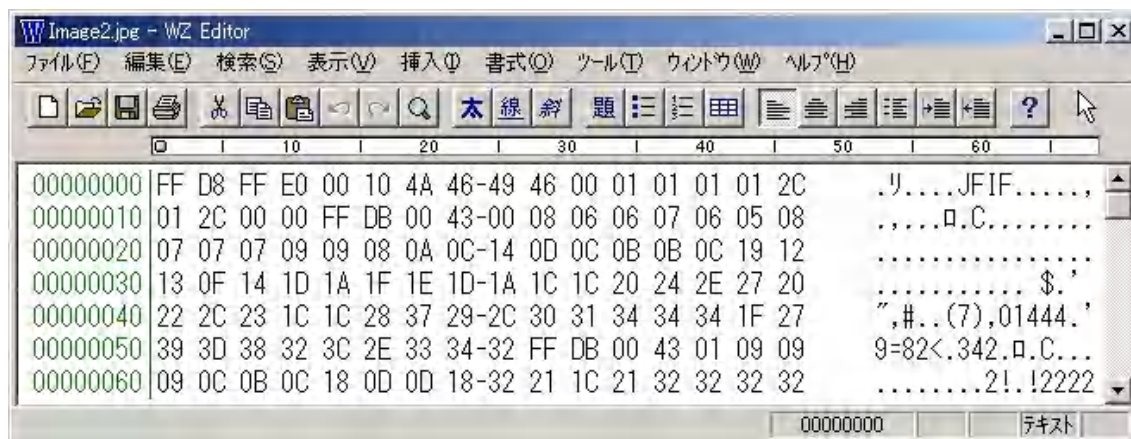 Image2.jpg - WZ Editor
ファイル(F) 編集(E) 検索(S) 表示(V) 挿入(I) 書式(O) ツール(T) ウィンドウ(W) ヘルプ(H)
太 線 斜 題 ?
0 10 20 30 40 50 60
00000000 FF D8 FF E0 00 10 4A 46-49 46 00 01 01 01 01 2C .リ....JFIF.....,
00000010 01 2C 00 00 FF DB 00 43-00 08 06 06 07 06 05 08 .,...ロ.C........
00000020 07 07 07 09 09 08 0A 0C-14 0D 0C 0B 0B 0C 19 12 ................
00000030 13 0F 14 1D 1A 1F 1E 1D-1A 1C 1C 20 24 2E 27 20 ........... $.'
00000040 22 2C 23 1C 1C 28 37 29-2C 30 31 34 34 34 1F 27 ",#..(7),01444.'
00000050 39 3D 38 32 3C 2E 33 34-32 FF DB 00 43 01 09 09 9=82<.342.ロ.C...
00000060 09 0C 0B 0C 18 0D 0D 18-32 21 1C 21 32 32 32 32 ........2!.!2222
00000000 テキスト